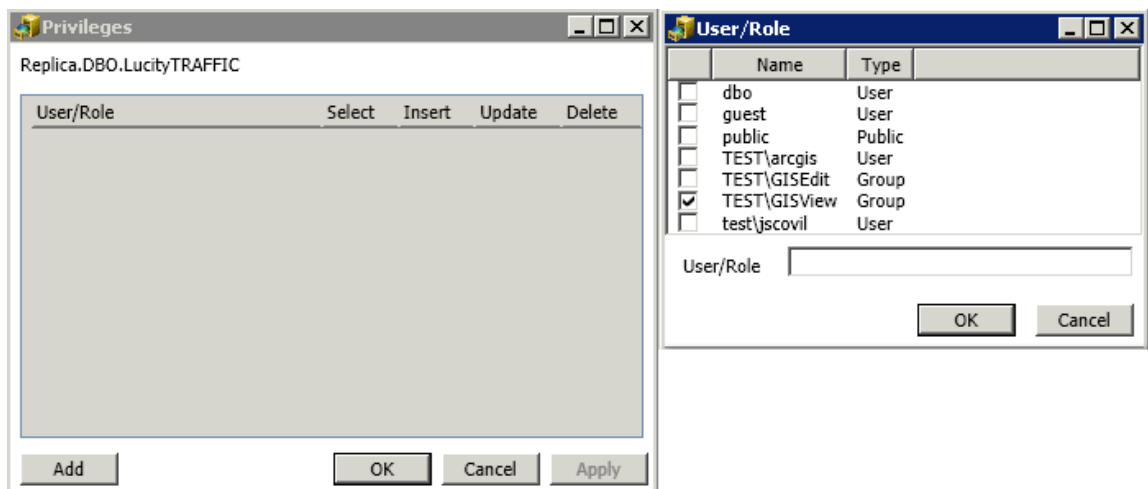 Privileges
Replica.DBO.LucityTRAFFIC
User/Role Select Insert Update Delete
Add OK Cancel Apply
User/Role
Name Type
dbo User
guest User
public Public
TEST\arcgis User
TEST\GISEdit Group
TEST\GISView Group
test\jscovil User
User/Role
OK Cancel